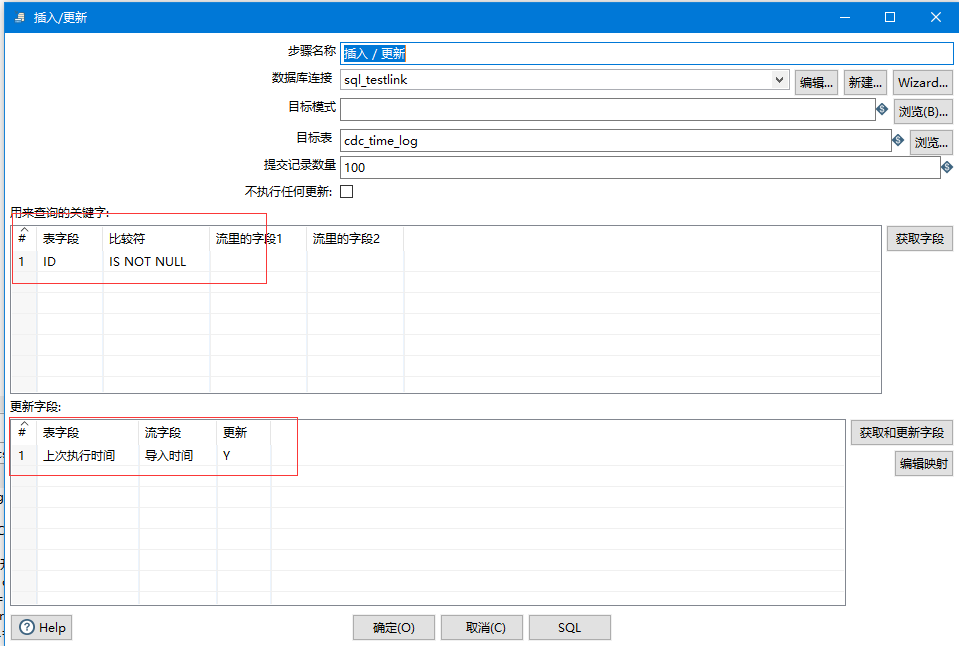 插入/更新
步骤名称 插入 / 更新
数据库连接 sql_testlink 编辑... 新建... Wizard...
目标模式 浏览(B)...
目标表 cdc_time_log 浏览...
提交记录数量 100
不执行任何更新:
用来查询的关键字:
# 表字段 比较符 流里的字段1 流里的字段2 获取字段
1 ID IS NOT NULL
更新字段:
# 表字段 流字段 更新 获取和更新字段
1 上次执行时间 导入时间 Y 编辑映射
Help 确定(O) 取消(C) SQL